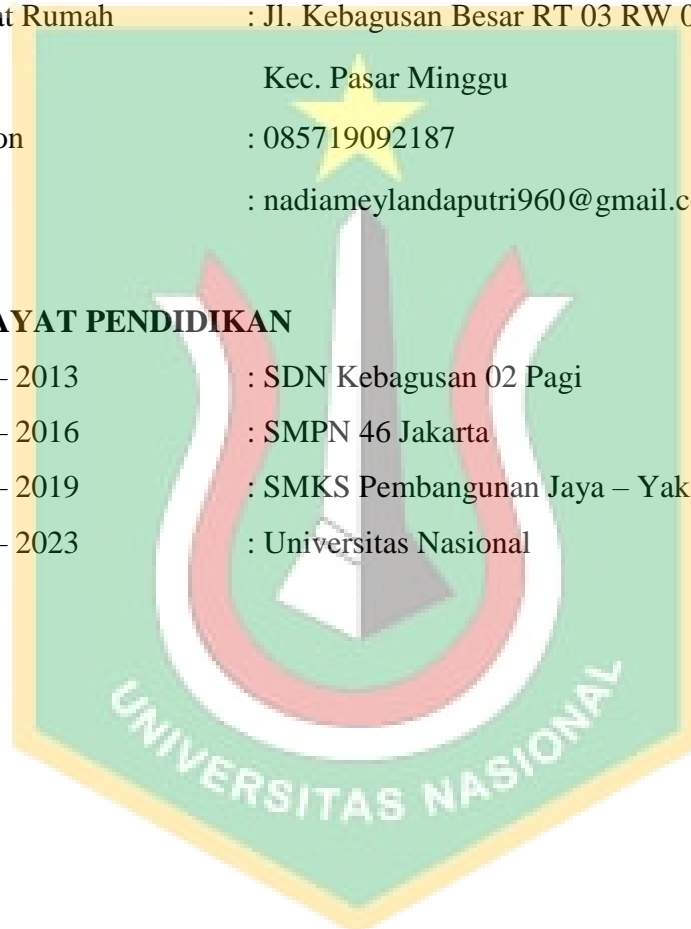 at Rumah : Jl. Kebagusan Besar RT 03 RW 0
Kec. Pasar Minggu
on : 085719092187
: nadiameylandaputri960@gmail.c
AYAT PENDIDIKAN
– 2013 : SDN Kebagusan 02 Pagi
– 2016 : SMPN 46 Jakarta
– 2019 : SMKS Pembangunan Jaya – Yak
– 2023 : Universitas Nasional
UNIVERSITAS NASIONAL